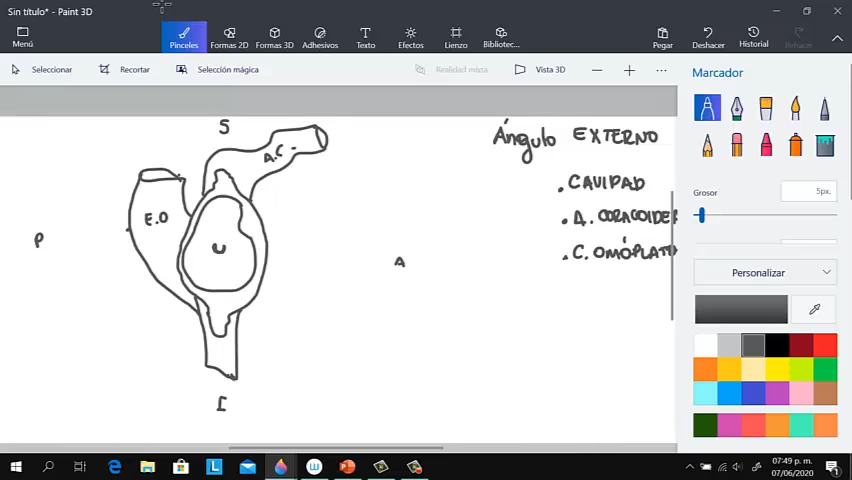 Sin título* - Paint 3D
Menú
Pinceles
Formas 2D
Formas 3D
Adhesivos
Texto
Efectos
Lienzo
Bibliotec...
Pegar
Deshacer
Historial
Rehacer
Seleccionar
Recortar
Selección mágica
Realidad mixta
Vista 3D
Marcador
Grosor
5px.
Personalizar
S
A.C.
E.O
U
P
A
I
Ángulo EXTERNO
. CAVIDAD
. A. CORACOIDE
. C. OMÓPLAT
07:49 p. m.
07/06/2020